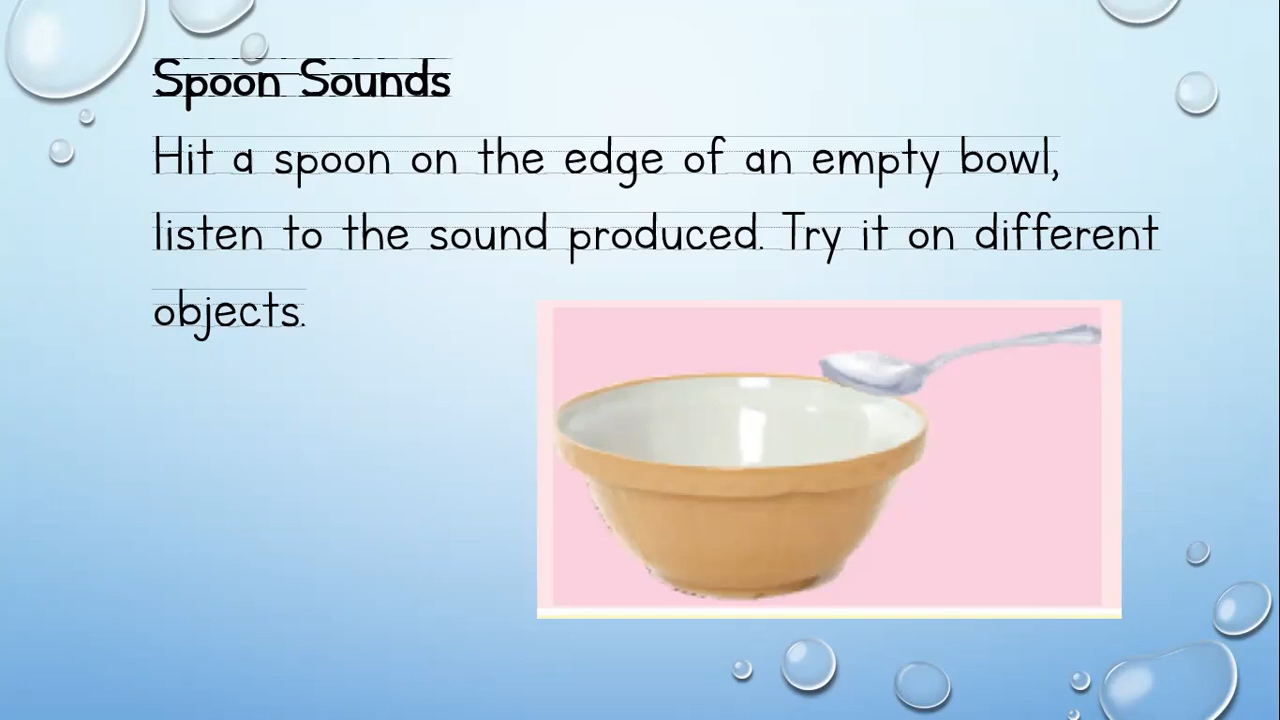 Spoon Sounds
Hit a spoon on the edge of an empty bowl,
listen to the sound produced. Try it on different
objects.